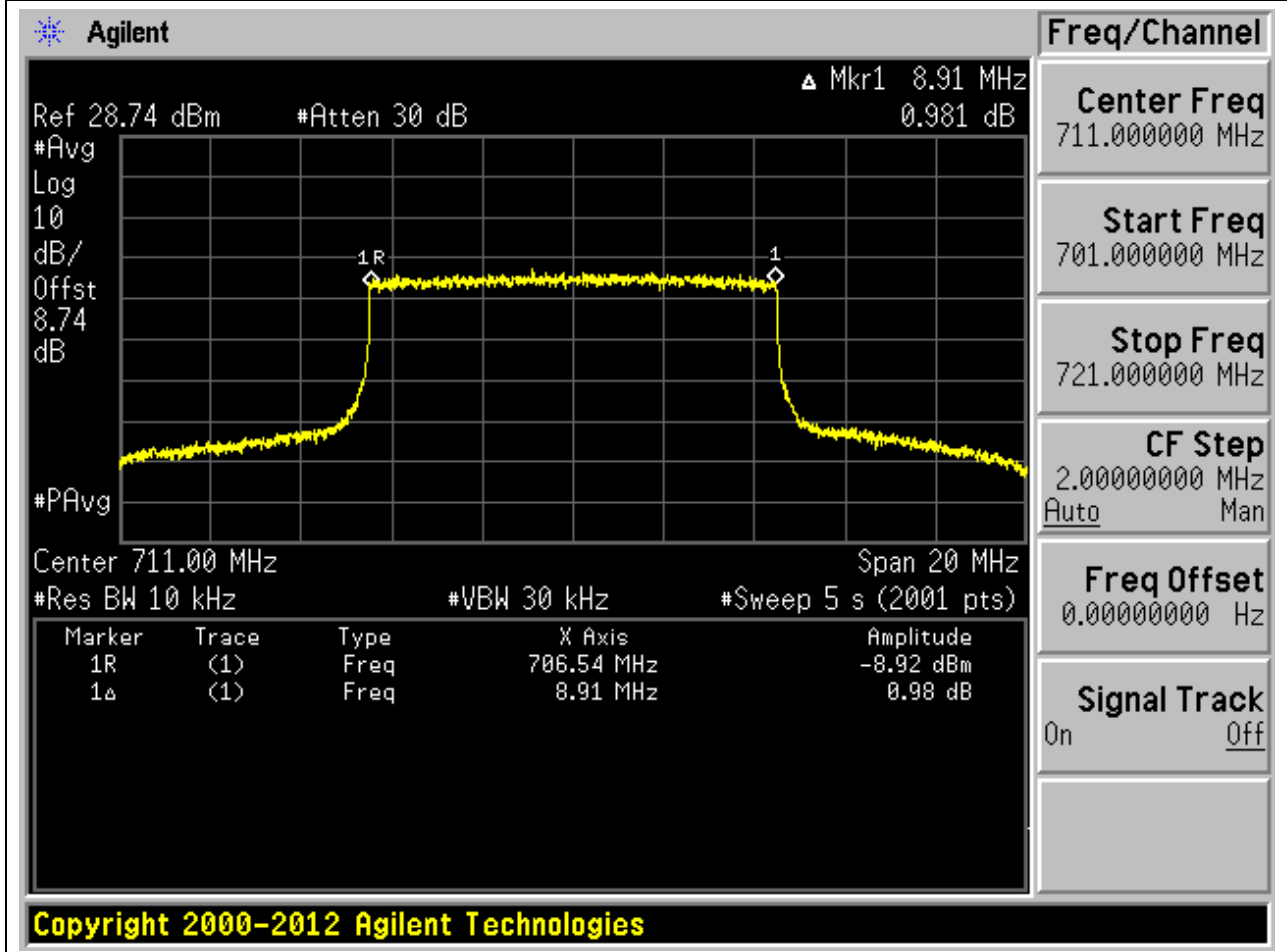 Agilent
Freq/Channel
▵ Mkr1 8.91 MHz
Ref 28.74 dBm #Atten 30 dB 0.981 dB
#Avg
Log
10
dB/
Offst
8.74
dB
1R
1
#PAvg
Center 711.00 MHz Span 20 MHz
#Res BW 10 kHz #VBW 30 kHz #Sweep 5 s (2001 pts)
Marker Trace Type X Axis Amplitude
1R (1) Freq 706.54 MHz -8.92 dBm
1▵ (1) Freq 8.91 MHz 0.98 dB
Center Freq
711.000000 MHz
Start Freq
701.000000 MHz
Stop Freq
721.000000 MHz
CF Step
2.00000000 MHz
Auto Man
Freq Offset
0.00000000 Hz
Signal Track
On Off
Copyright 2000-2012 Agilent Technologies